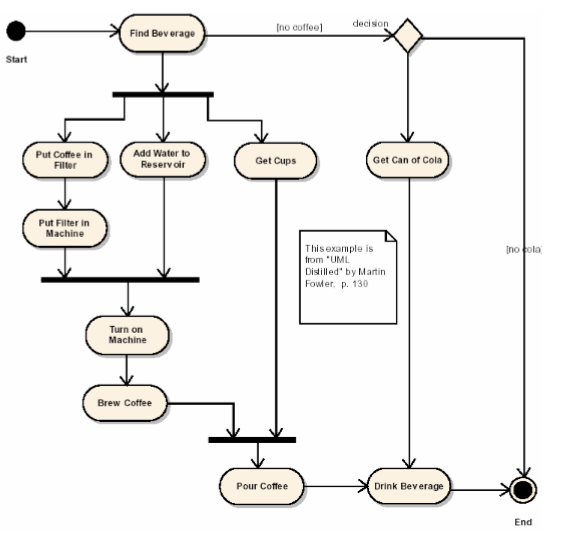 decision
[no coffee]
Find Beverage
Start
Put Coffee in
Filter
Add Water to
Reservoir
Get Cups
Get Can of Cola
Put Filter in
Machine
This example is
from "UML
Distilled" by Martin
Fowler, p. 130
[no cola]
Turn on
Machine
Brew Coffee
Pour Coffee
Drink Beverage
End